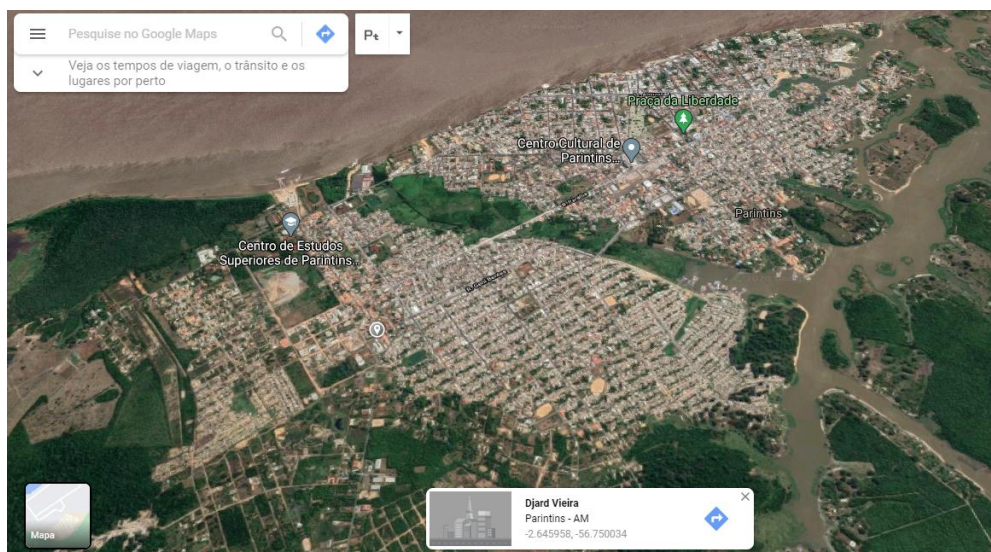 Pesquise no Google Maps
Pt
Veja os tempos de viagem, o trânsito e os
lugares por perto
Praça da Liberdade
Centro Cultural de
Parintins...
Parintins
Centro de Estudos
Superiores de Parintins...
Mapa
Djard Vieira
Parintins - AM
-2.645958, -56.750034